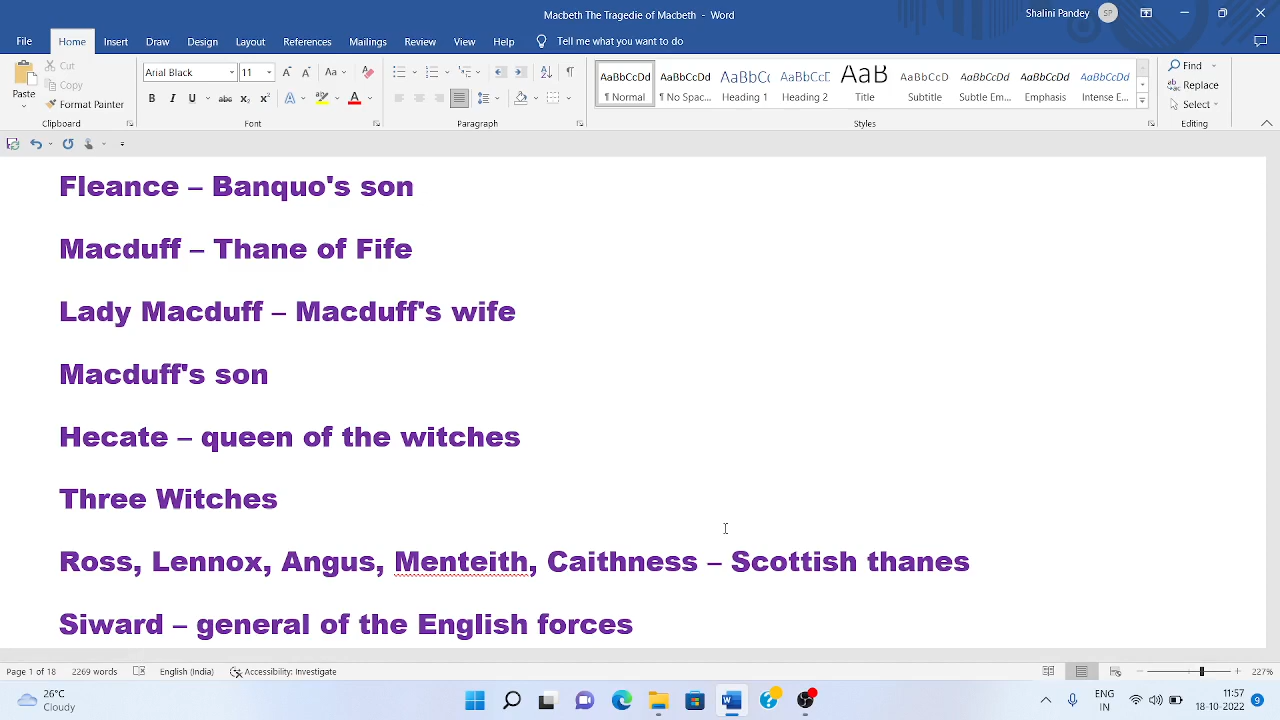 Macbeth The Tragedie of Macbeth - Word
Shalini Pandey SP
File Home Insert Draw Design Layout References Mailings Review View Help Tell me what you want to do
Paste Cut Copy Format Painter
Arial Black 11
AaBbCcDd AaBbCcDd AaBbC( AaBbCcE AaB AaBbCcD AaBbCcDd AaBbCcDd AaBbCcDd
¶ Normal ¶ No Spac... Heading 1 Heading 2 Title Subtitle Subtle Em... Emphasis Intense E...
Find
Replace
Select
Clipboard Font Paragraph Styles Editing
Fleance – Banquo's son
Macduff – Thane of Fife
Lady Macduff – Macduff's wife
Macduff's son
Hecate – queen of the witches
Three Witches
Ross, Lennox, Angus, Menteith, Caithness – Scottish thanes
Siward – general of the English forces
Page 1 of 18 2269 words English (India) Accessibility: Investigate 227%
26°C
Cloudy
ENG
IN
11:57
18-10-2022
9